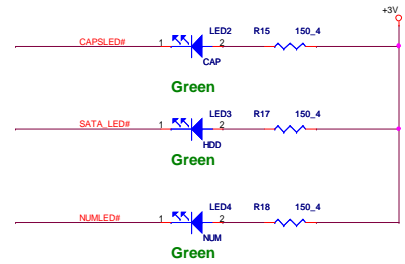 +3V
LED2 R15 150_4
CAPSLED# 1 2
CAP
Green
LED3 R17 150_4
SATA_LED# 1 2
HDD
Green
LED4 R18 150_4
NUMLED# 1 2
NUM
Green